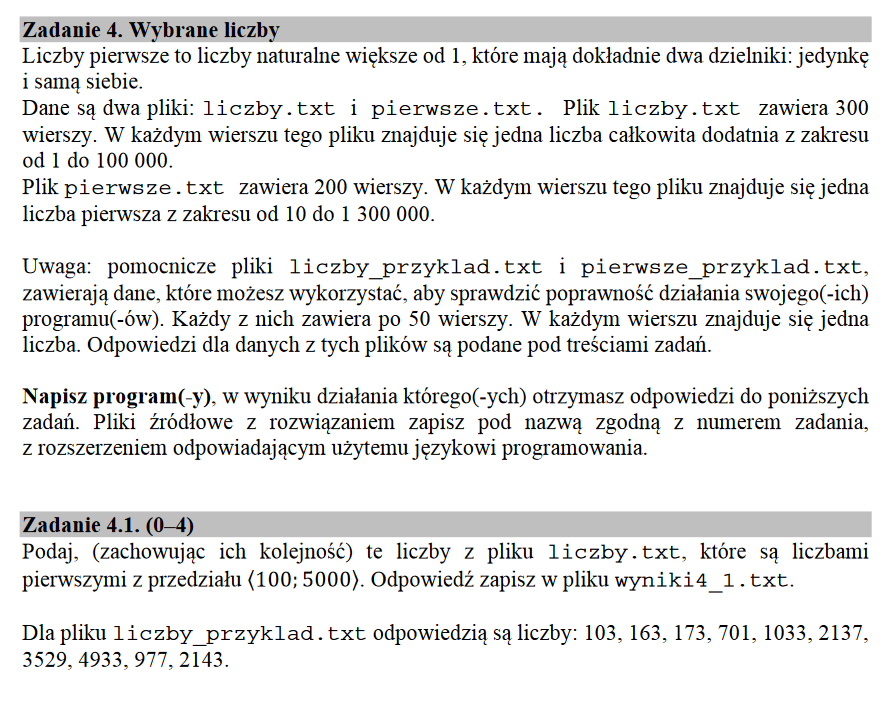 Zadanie 4. Wybrane liczby
Liczby pierwsze to liczby naturalne większe od 1, które mają dokładnie dwa dzielniki: jedynkę
i samą siebie.
Dane są dwa pliki: liczby.txt i pierwsze.txt. Plik liczby.txt zawiera 300
wierszy. W każdym wierszu tego pliku znajduje się jedna liczba całkowita dodatnia z zakresu
od 1 do 100 000.
Plik pierwsze.txt zawiera 200 wierszy. W każdym wierszu tego pliku znajduje się jedna
liczba pierwsza z zakresu od 10 do 1 300 000.
Uwaga: pomocnicze pliki liczby_przyklad.txt i pierwsze_przyklad.txt,
zawierają dane, które możesz wykorzystać, aby sprawdzić poprawność działania swojego(-ich)
programu(-ów). Każdy z nich zawiera po 50 wierszy. W każdym wierszu znajduje się jedna
liczba. Odpowiedzi dla danych z tych plików są podane pod treściami zadań.
Napisz program(-y), w wyniku działania którego(-ych) otrzymasz odpowiedzi do poniższych
zadań. Pliki źródłowe z rozwiązaniem zapisz pod nazwą zgodną z numerem zadania,
z rozszerzeniem odpowiadającym użytemu językowi programowania.
Zadanie 4.1. (0–4)
Podaj, (zachowując ich kolejność) te liczby z pliku liczby.txt, które są liczbami
pierwszymi z przedziału ⟨100; 5000⟩. Odpowiedź zapisz w pliku wyniki4_1.txt.
Dla pliku liczby_przyklad.txt odpowiedzią są liczby: 103, 163, 173, 701, 1033, 2137,
3529, 4933, 977, 2143.